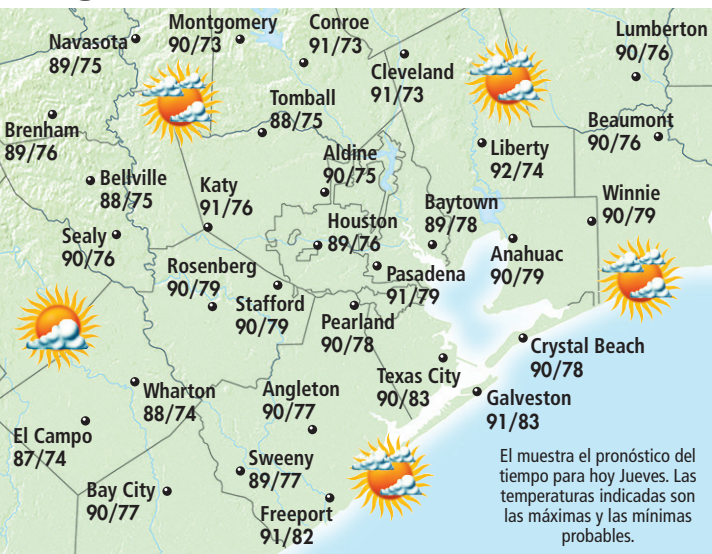 Montgomery
90/73
Conroe
91/73
Lumberton
90/76
Navasota
89/75
Cleveland
91/73
Tomball
88/75
Brenham
89/76
Beaumont
90/76
Liberty
92/74
Aldine
90/75
Bellville
88/75
Katy
91/76
Baytown
89/78
Winnie
90/79
Houston
89/76
Sealy
90/76
Anahuac
90/79
Rosenberg
90/79
Pasadena
91/79
Stafford
90/79
Pearland
90/78
Crystal Beach
90/78
Texas City
90/83
Wharton
88/74
Angleton
90/77
Galveston
91/83
El Campo
87/74
Sweeny
89/77
Bay City
90/77
Freeport
91/82
El muestra el pronóstico del
tiempo para hoy Jueves. Las
temperaturas indicadas son
las máximas y las mínimas
probables.